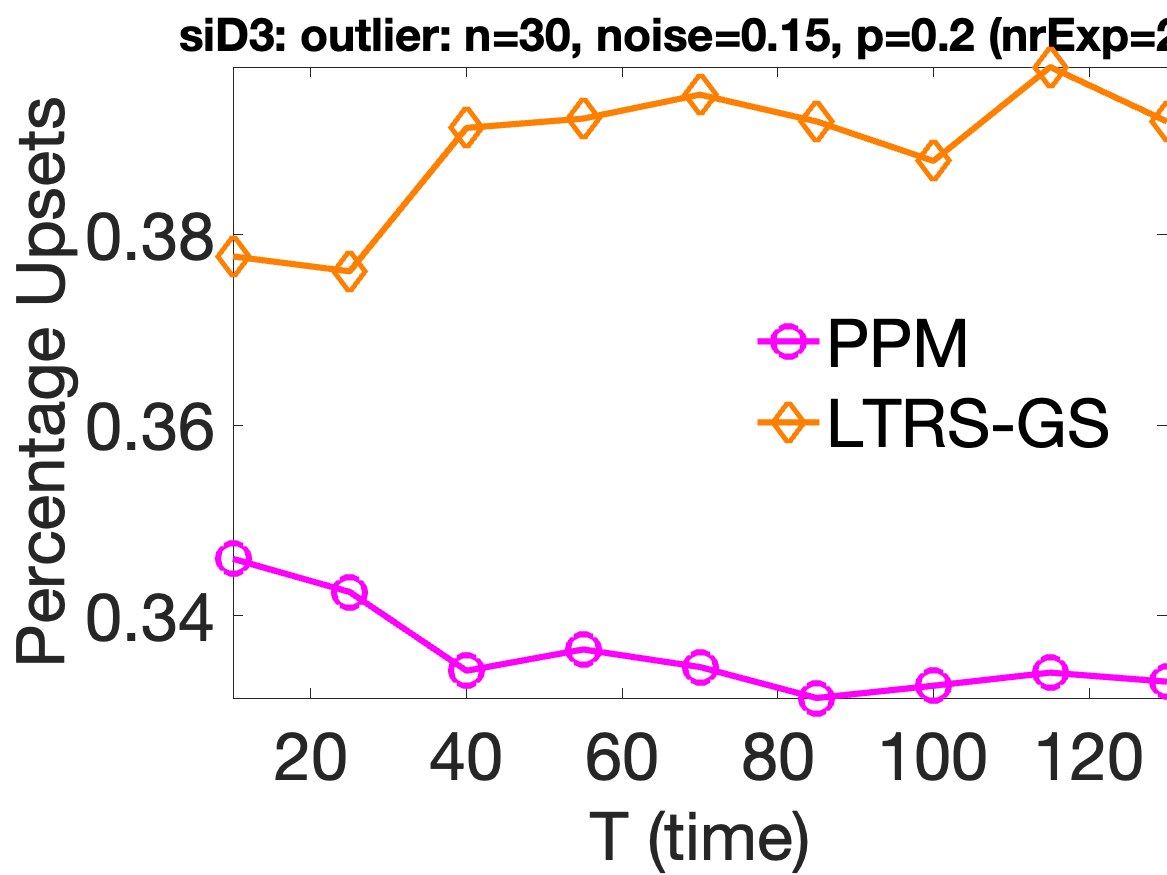 siD3: outlier: n=30, noise=0.15, p=0.2 (nrExp=2
Percentage Upsets
0.38
0.36
0.34
PPM
LTRS-GS
20 40 60 80 100 120
T (time)